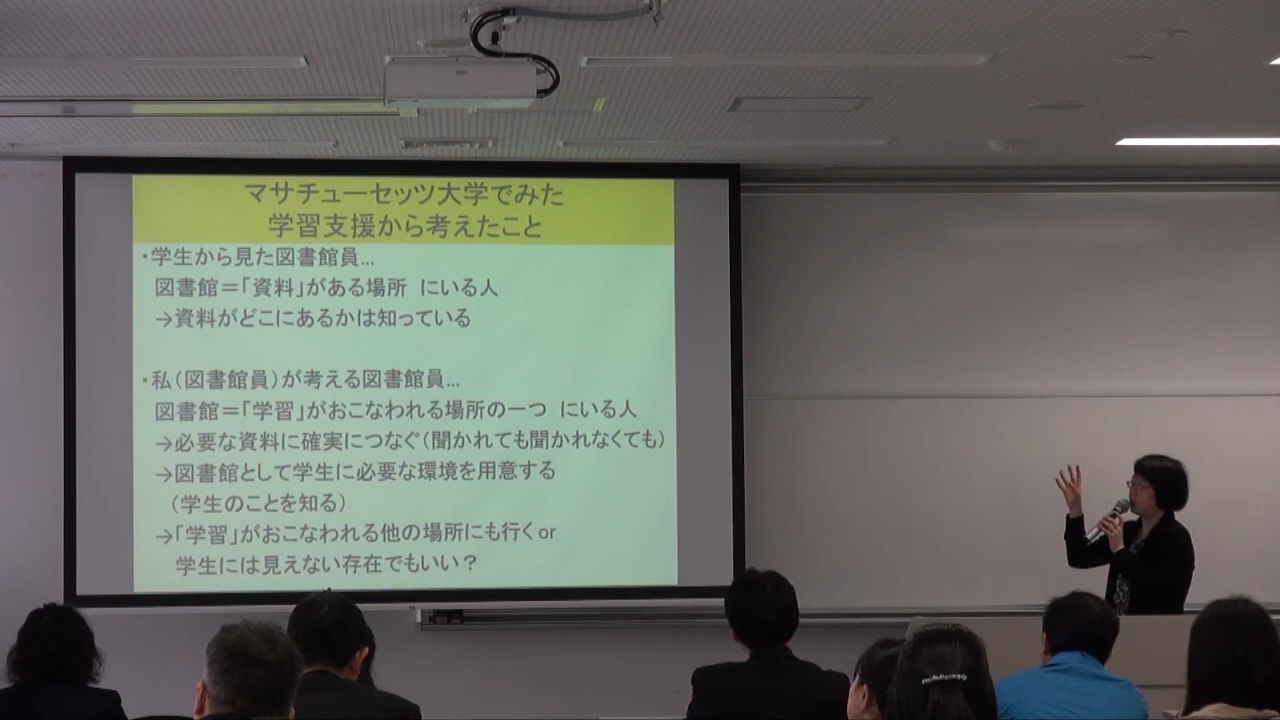 マサチューセッツ大学でみた
学習支援から考えたこと
・学生から見た図書館員…
図書館＝「資料」がある場所 にいる人
→資料がどこにあるかは知っている
・私（図書館員）が考える図書館員…
図書館＝「学習」がおこなわれる場所の一つ にいる人
→必要な資料に確実につなぐ（聞かれても聞かれなくても）
→図書館として学生に必要な環境を用意する
（学生のことを知る）
→「学習」がおこなわれる他の場所にも行くor
学生には見えない存在でもいい？